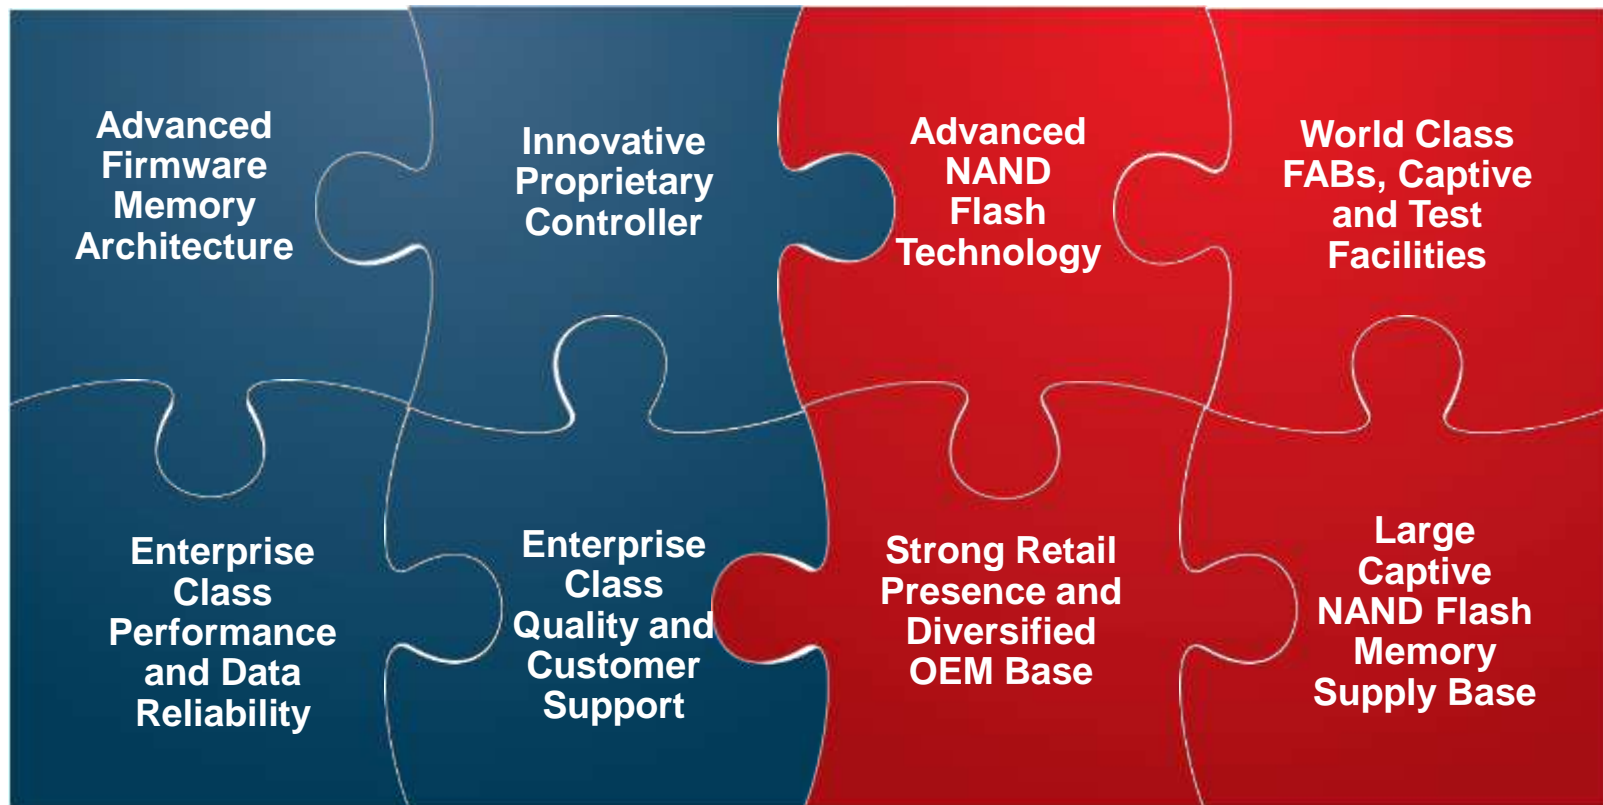 Advanced
Firmware
Memory
Architecture
Innovative
Proprietary
Controller
Advanced
NAND
Flash
Technology
World Class
FABs, Captive
and Test
Facilities
Enterprise
Class
Performance
and Data
Reliability
Enterprise
Class
Quality and
Customer
Support
Strong Retail
Presence and
Diversified
OEM Base
Large
Captive
NAND Flash
Memory
Supply Base